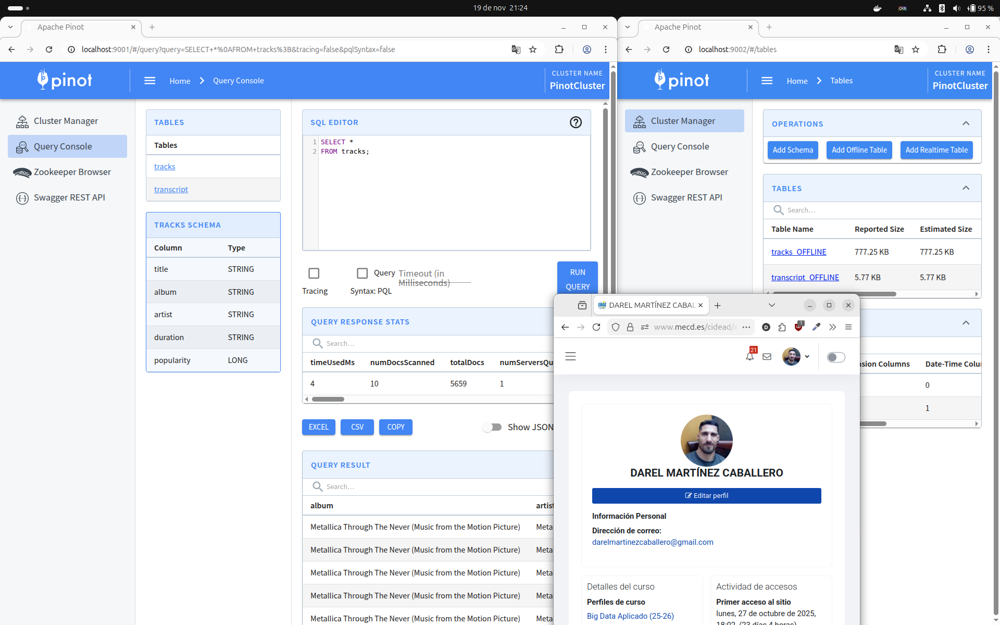 19 de nov 21:24
95 %
Apache Pinot
localhost:9001/#/query?query=SELECT+*%0AFROM+tracks%3B&tracing=false&pqlSyntax=false
pinot
Home
Query Console
CLUSTER NAME
PinotCluster
Cluster Manager
Query Console
Zookeeper Browser
Swagger REST API
TABLES
Tables
tracks
transcript
TRACKS SCHEMA
Column Type
title STRING
album STRING
artist STRING
duration STRING
popularity LONG
SQL EDITOR
1 SELECT *
2 FROM tracks;
Tracing
Query Syntax: PQL
Timeout (in Milliseconds)
RUN QUERY
QUERY RESPONSE STATS
Search...
timeUsedMs numDocsScanned totalDocs numServersQu
4 10 5659 1
EXCEL
CSV
COPY
Show JSON
QUERY RESULT
Search...
album artist
Metallica Through The Never (Music from the Motion Picture) Meta
Metallica Through The Never (Music from the Motion Picture) Meta
Metallica Through The Never (Music from the Motion Picture) Meta
Metallica Through The Never (Music from the Motion Picture) Meta
Metallica Through The Never (Music from the Motion Picture) Meta
Apache Pinot
localhost:9002/#/tables
pinot
Home
Tables
CLUSTER NAME
PinotCluster
Cluster Manager
Query Console
Zookeeper Browser
Swagger REST API
OPERATIONS
Add Schema
Add Offline Table
Add Realtime Table
TABLES
Search...
Table Name Reported Size Estimated Size
tracks_OFFLINE 777.25 KB 777.25 KB
transcript_OFFLINE 5.77 KB 5.77 KB
nsion Columns Date-Time Colu
0
1
DAREL MARTÍNEZ CABAL
www.mecd.es/cidead/a
1
21
DAREL MARTÍNEZ CABALLERO
Editar perfil
Información Personal
Dirección de correo:
darelmartinezcaballero@gmail.com
Detalles del curso
Perfiles de curso
Big Data Aplicado (25-26)
Actividad de accesos
Primer acceso al sitio
lunes, 27 de octubre de 2025,
18:02 (23 días 4 horas)